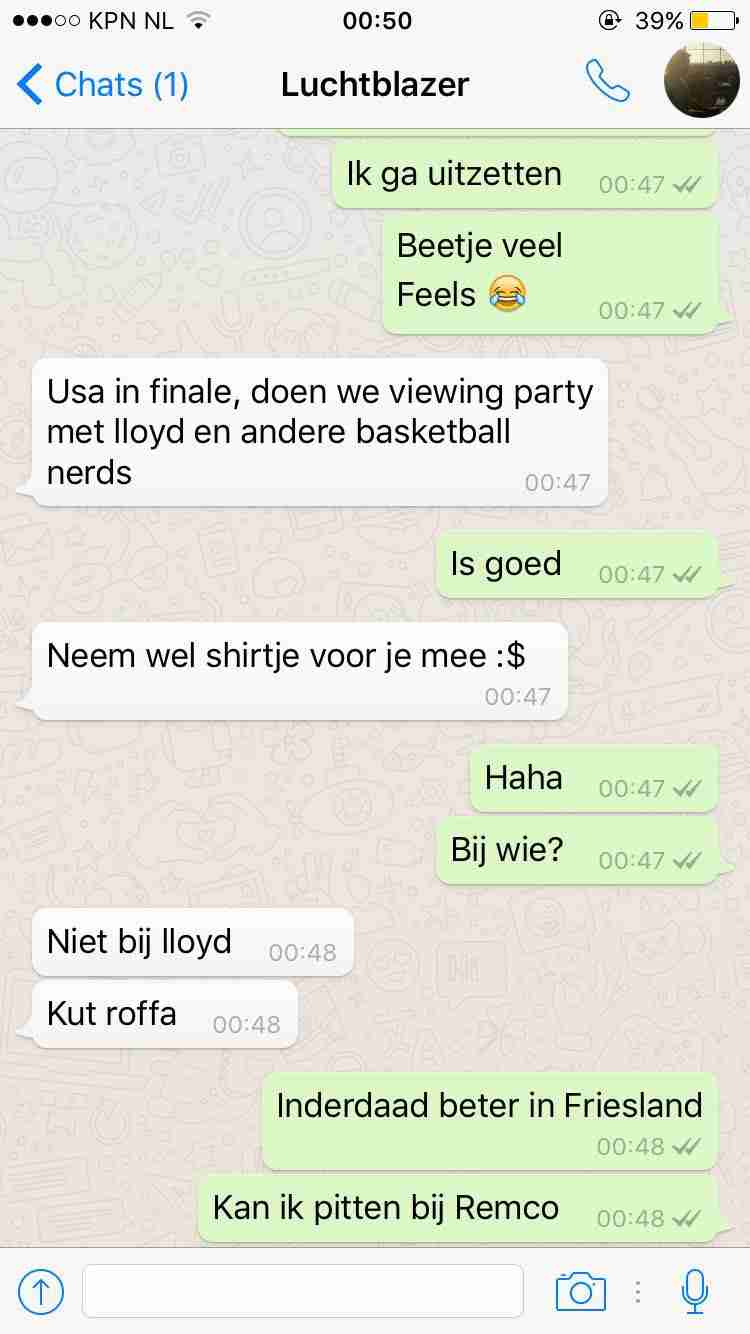 KPN NL 00:50 39%
Chats (1) Luchtblazer
Ik ga uitzetten 00:47
Beetje veel
Feels 😂 00:47
Usa in finale, doen we viewing party
met lloyd en andere basketball
nerds 00:47
Is goed 00:47
Neem wel shirtje voor je mee :$
00:47
Haha 00:47
Bij wie? 00:47
Niet bij lloyd 00:48
Kut roffa 00:48
Inderdaad beter in Friesland
00:48
Kan ik pitten bij Remco 00:48